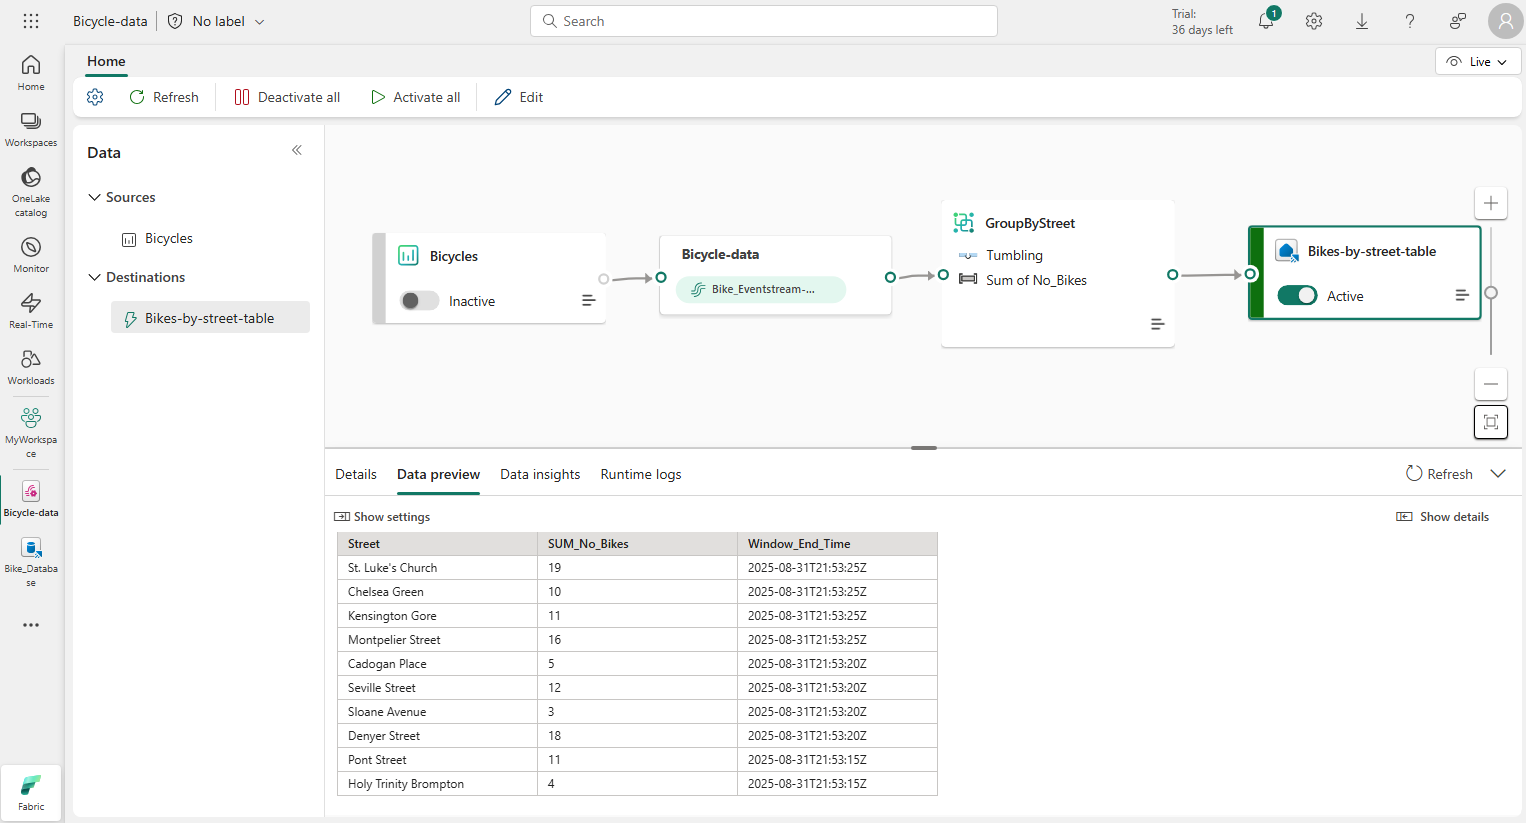 Bicycle-data
No label
Search
Trial:
36 days left
1
Home
Live
Refresh
Deactivate all
Activate all
Edit
Home
Workspaces
OneLake
catalog
Monitor
Real-Time
Workloads
MyWorkspa
ce
Bicycle-data
Bike_Databa
se
Fabric
Data
Sources
Bicycles
Destinations
Bikes-by-street-table
Bicycles
Inactive
Bicycle-data
Bike_Eventstream-...
GroupByStreet
Tumbling
Sum of No_Bikes
Bikes-by-street-table
Active
Details
Data preview
Data insights
Runtime logs
Refresh
Show settings
Show details
Street SUM_No_Bikes Window_End_Time
St. Luke's Church 19 2025-08-31T21:53:25Z
Chelsea Green 10 2025-08-31T21:53:25Z
Kensington Gore 11 2025-08-31T21:53:25Z
Montpelier Street 16 2025-08-31T21:53:25Z
Cadogan Place 5 2025-08-31T21:53:20Z
Seville Street 12 2025-08-31T21:53:20Z
Sloane Avenue 3 2025-08-31T21:53:20Z
Denyer Street 18 2025-08-31T21:53:20Z
Pont Street 11 2025-08-31T21:53:15Z
Holy Trinity Brompton 4 2025-08-31T21:53:15Z